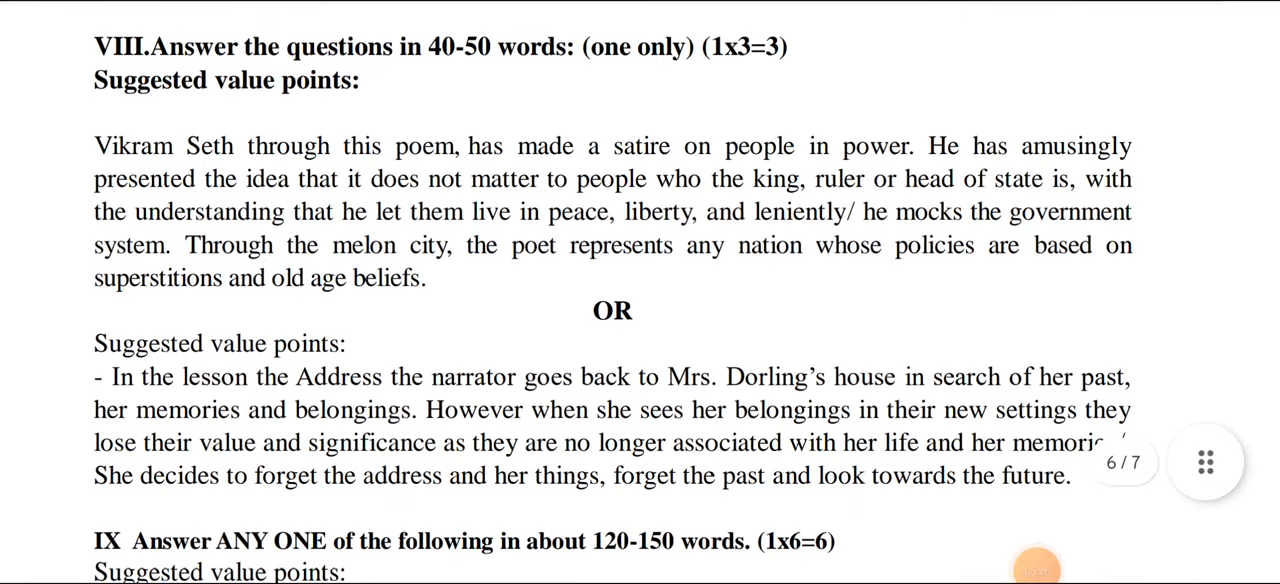 VIII.Answer the questions in 40-50 words: (one only) (1x3=3)
Suggested value points:
Vikram Seth through this poem, has made a satire on people in power. He has amusingly
presented the idea that it does not matter to people who the king, ruler or head of state is, with
the understanding that he let them live in peace, liberty, and leniently/ he mocks the government
system. Through the melon city, the poet represents any nation whose policies are based on
superstitions and old age beliefs.
OR
Suggested value points:
- In the lesson the Address the narrator goes back to Mrs. Dorling's house in search of her past,
her memories and belongings. However when she sees her belongings in their new settings they
lose their value and significance as they are no longer associated with her life and her
She decides to forget the address and her things, forget the past and look towards the future.
6 / 7
IX Answer ANY ONE of the following in about 120-150 words. (1x6=6)
Suggested value points: